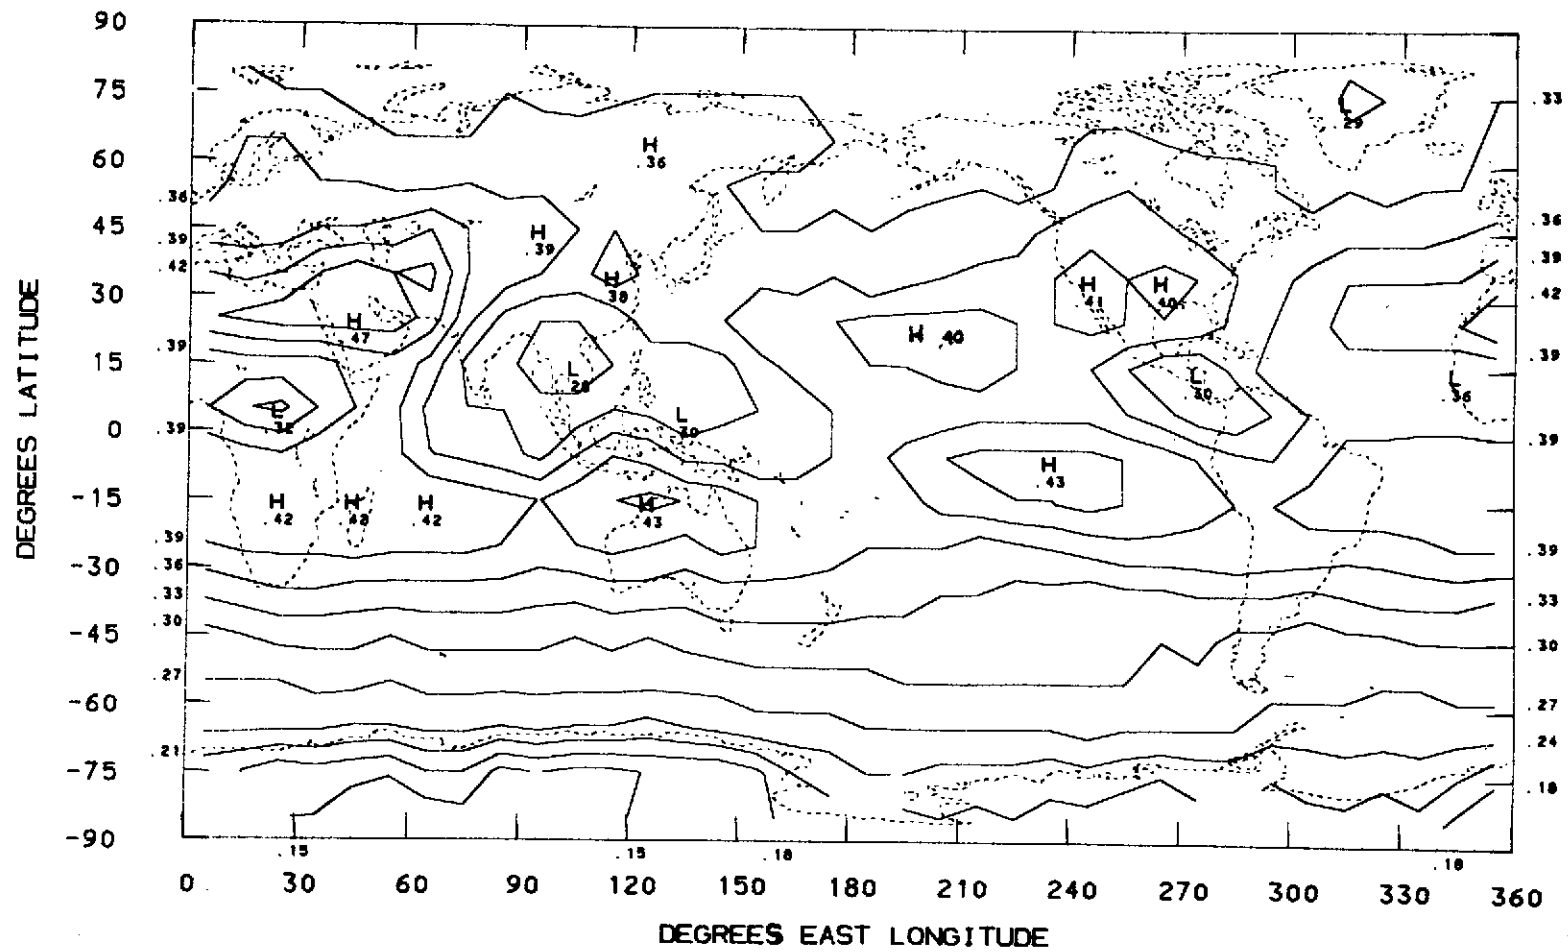 90
75
60
45
30
15
0
-15
-30
-45
-60
-75
-90
DEGREES LATITUDE
.36
.39
.42
.39
.39
.39
.36
.33
.30
.27
.21
.33
.36
.39
.42
.39
.39
.39
.33
.30
.27
.24
.18
L
29
H
.36
H
.39
H
.38
H
.41
H
.40
H
.47
H .40
L
.28
L
.30
L
.36
L
.32
L
.30
H
.43
H
.42
H
.42
H
.43
.15
.15
.18
.18
0 30 60 90 120 150 180 210 240 270 300 330 360
DEGREES EAST LONGITUDE